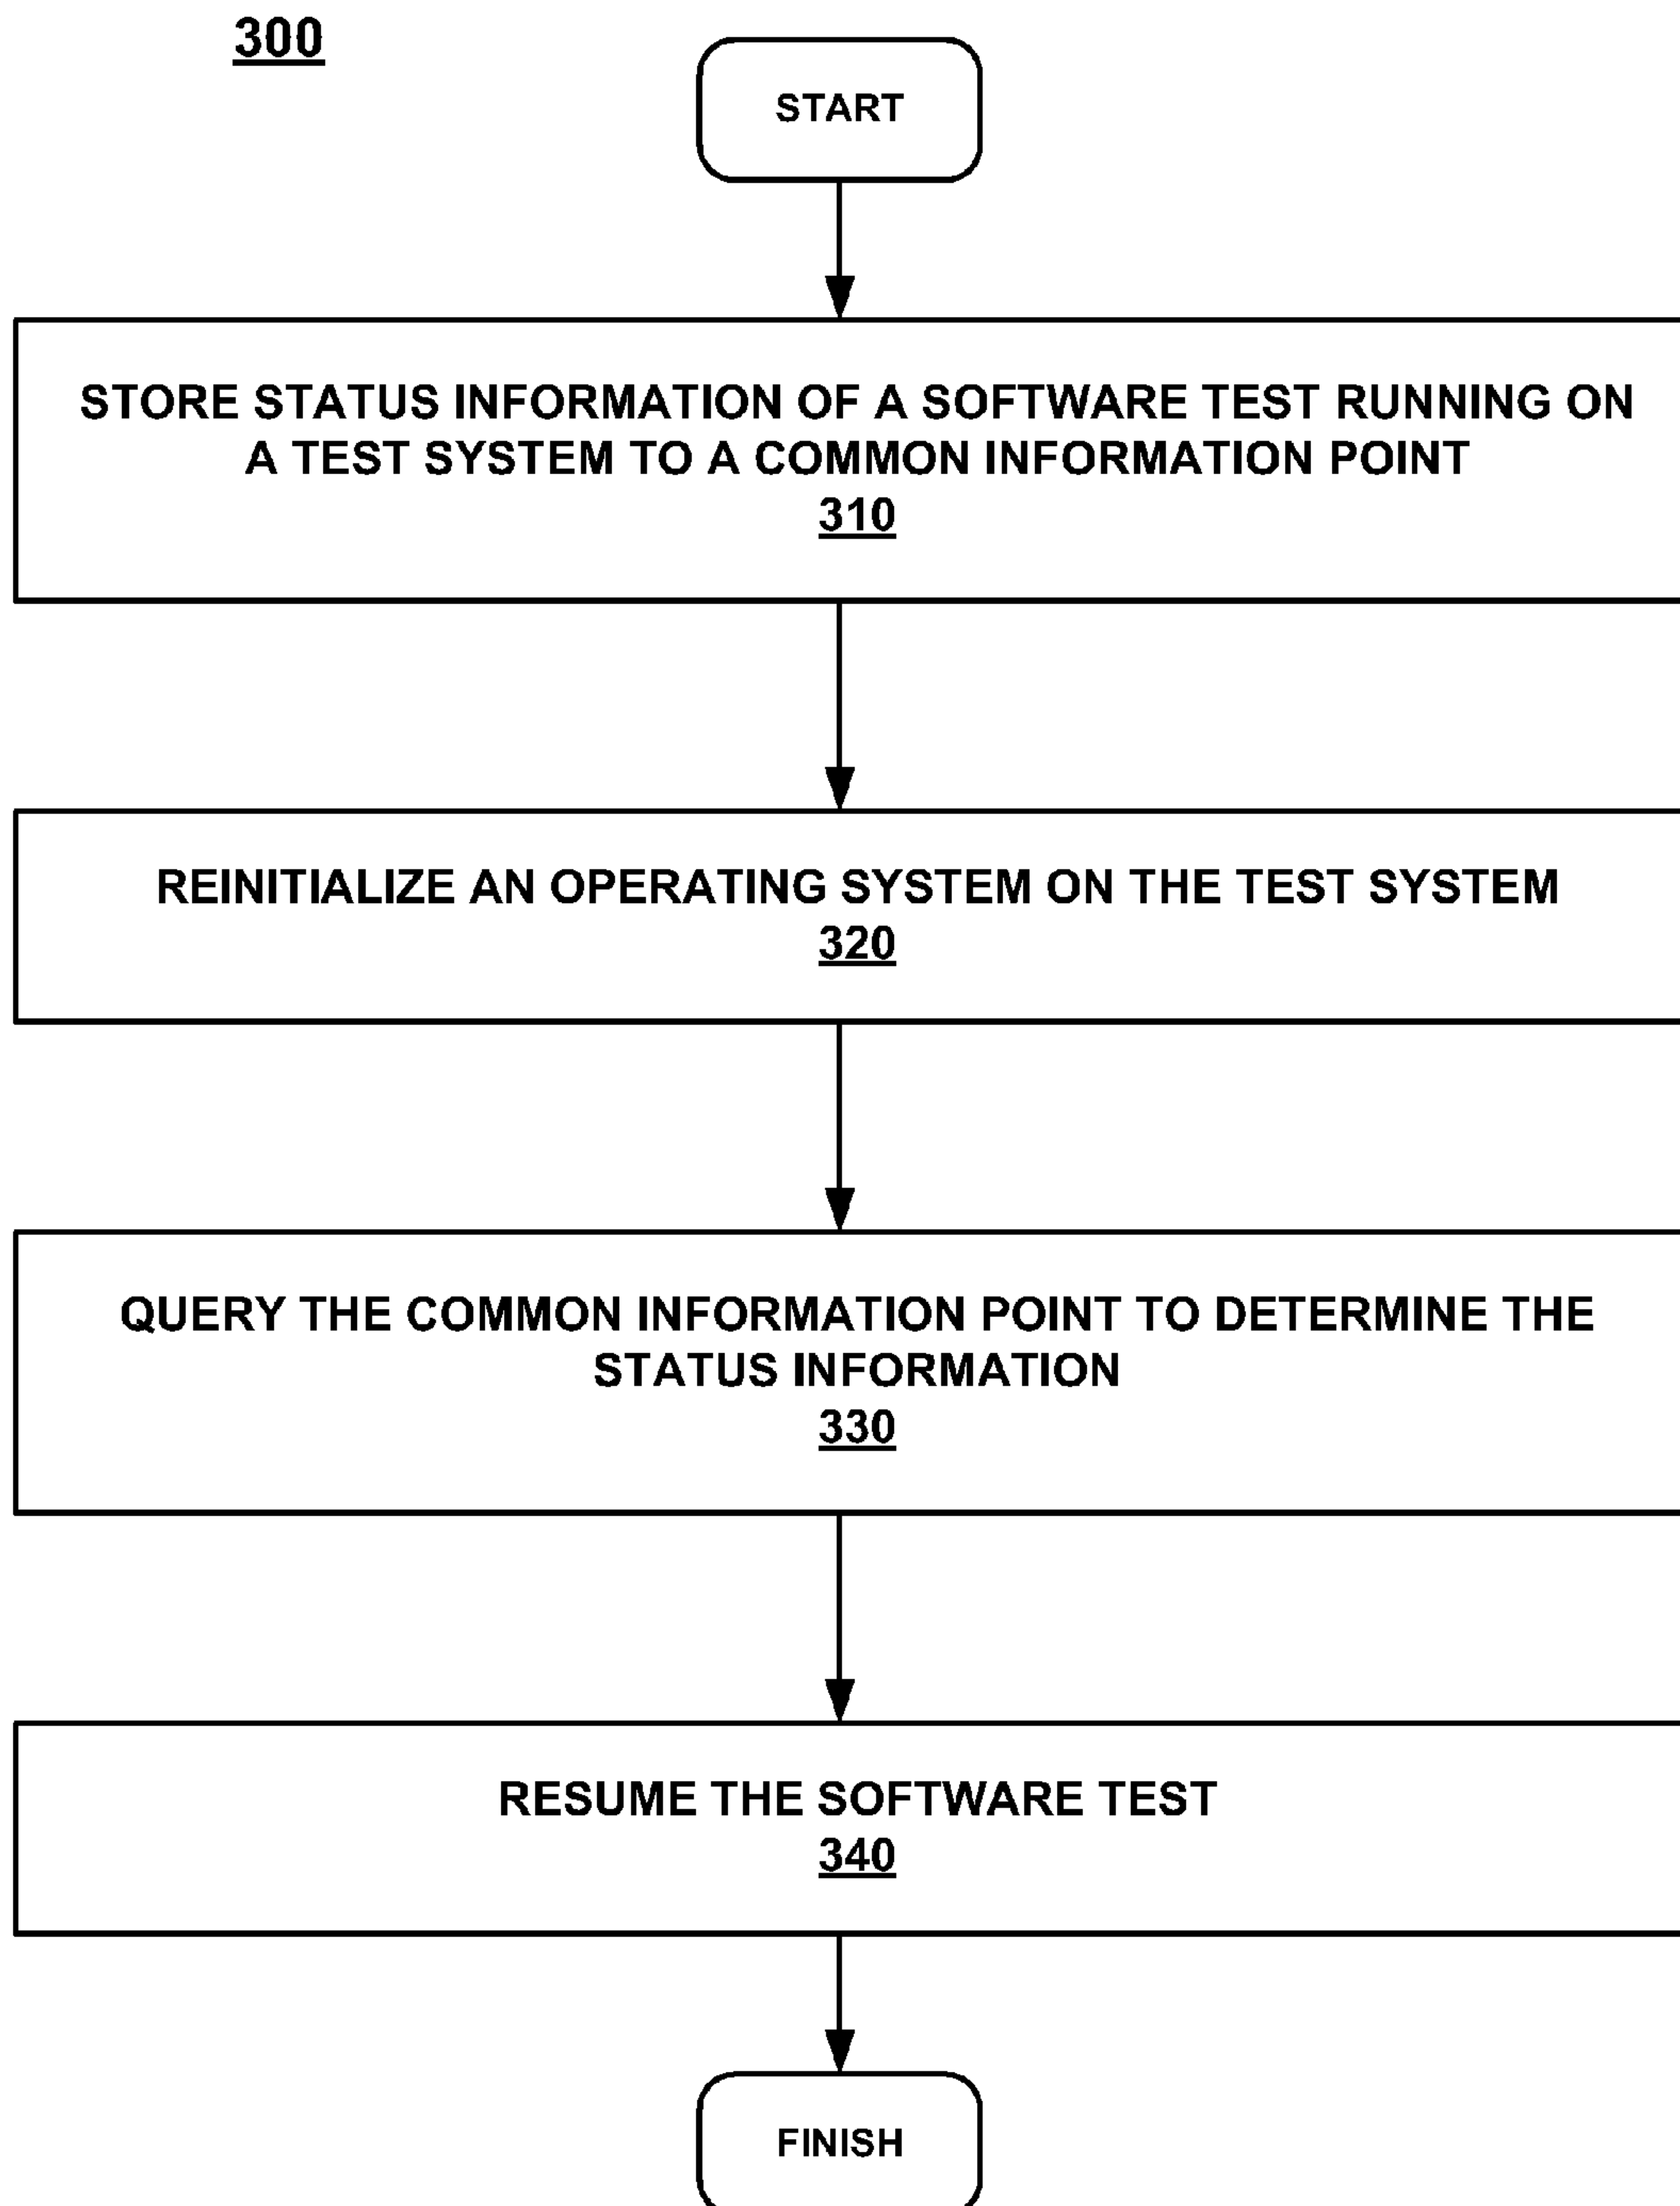 300
START
STORE STATUS INFORMATION OF A SOFTWARE TEST RUNNING ON
A TEST SYSTEM TO A COMMON INFORMATION POINT
310
REINITIALIZE AN OPERATING SYSTEM ON THE TEST SYSTEM
320
QUERY THE COMMON INFORMATION POINT TO DETERMINE THE
STATUS INFORMATION
330
RESUME THE SOFTWARE TEST
340
FINISH